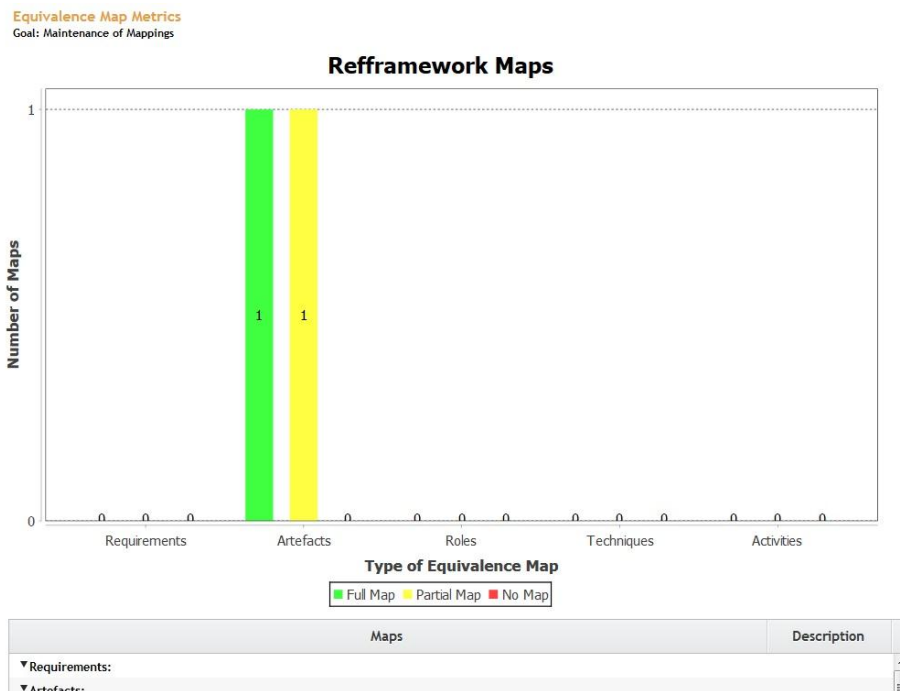 Equivalence Map Metrics
Goal: Maintenance of Mappings
Refframework Maps
Number of Maps
1
1 1
0 0 0 0 0 0 0 0 0 0 0 0 0 0
Requirements Artefacts Roles Techniques Activities
Type of Equivalence Map
Full Map Partial Map No Map
Maps Description
Requirements:
Artefacts: